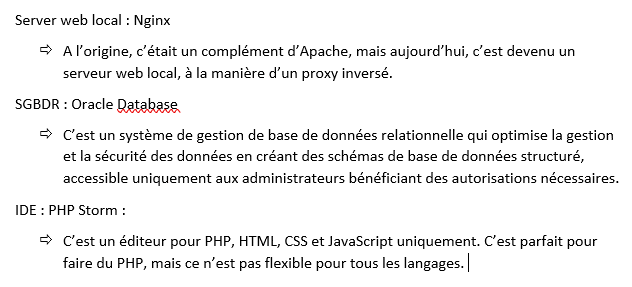 Server web local : Nginx
⇨ A l’origine, c’était un complément d’Apache, mais aujourd’hui, c’est devenu un
serveur web local, à la manière d’un proxy inversé.
SGBDR : Oracle Database
⇨ C’est un système de gestion de base de données relationnelle qui optimise la gestion
et la sécurité des données en créant des schémas de base de données structuré,
accessible uniquement aux administrateurs bénéficiant des autorisations nécessaires.
IDE : PHP Storm :
⇨ C’est un éditeur pour PHP, HTML, CSS et JavaScript uniquement. C’est parfait pour
faire du PHP, mais ce n’est pas flexible pour tous les langages.